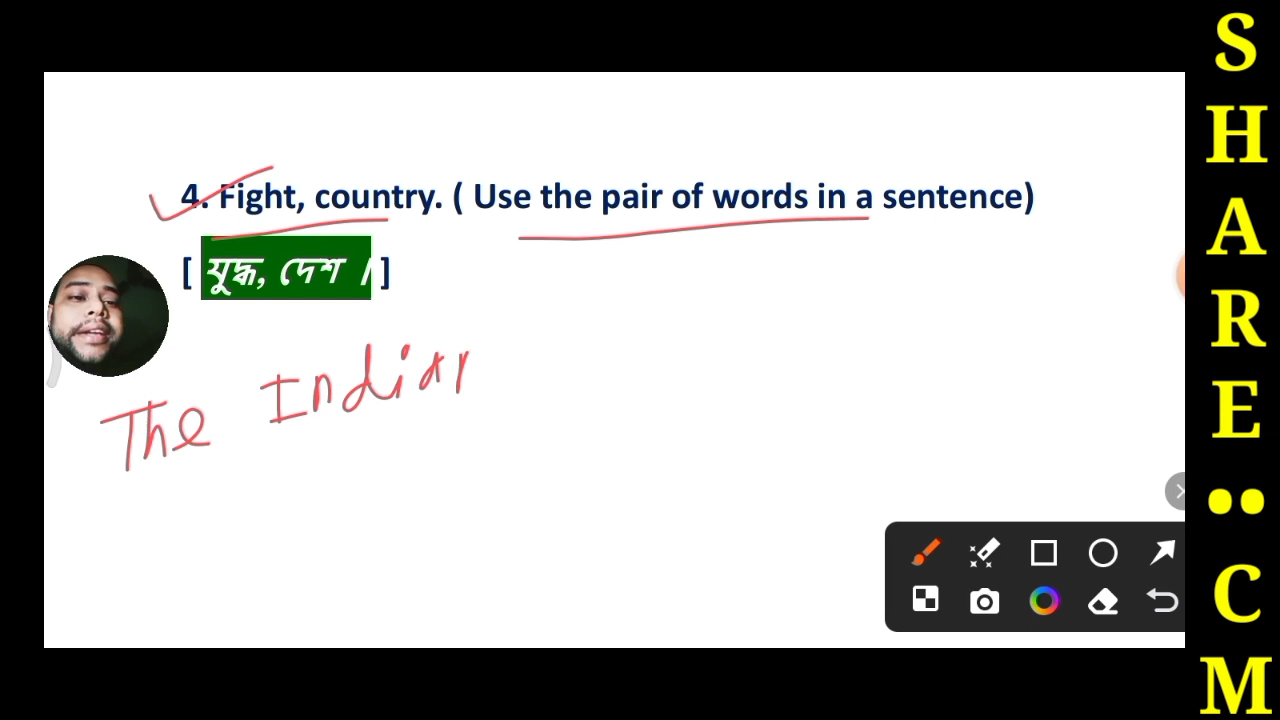 4. Fight, country. ( Use the pair of words in a sentence)
[ যুদ্ধ, দেশ । ]
The Indian
S
H
A
R
E
••
C
M